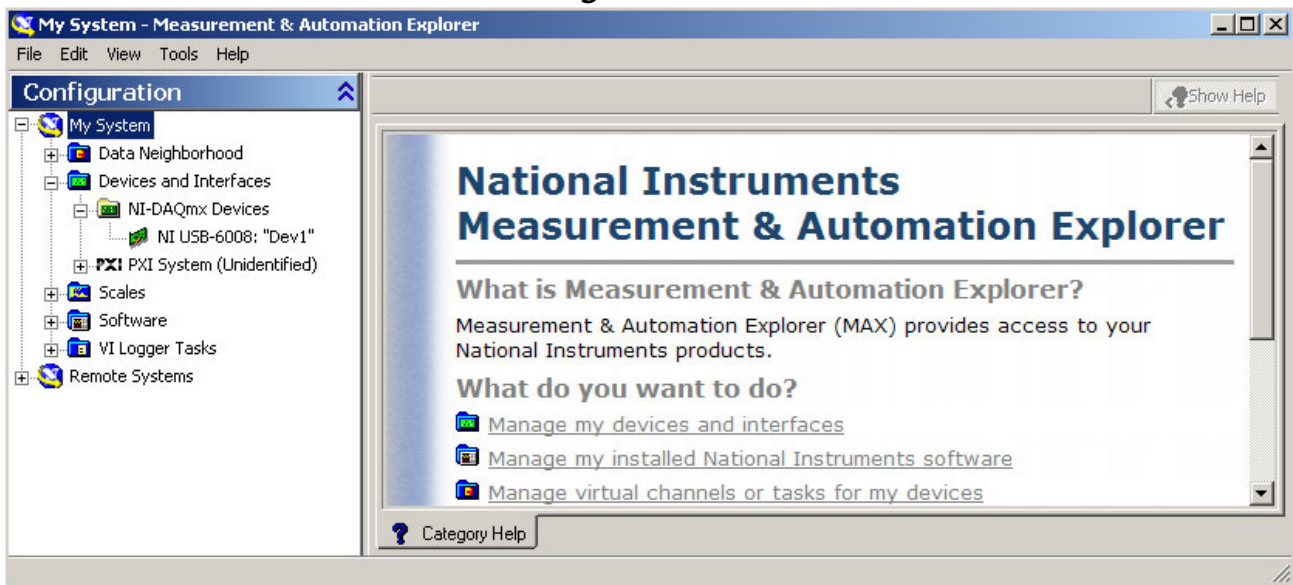 My System - Measurement & Automation Explorer
File Edit View Tools Help
Configuration
Show Help
My System
Data Neighborhood
Devices and Interfaces
NI-DAQmx Devices
NI USB-6008: "Dev1"
PXI PXI System (Unidentified)
Scales
Software
VI Logger Tasks
Remote Systems
National Instruments
Measurement & Automation Explorer
What is Measurement & Automation Explorer?
Measurement & Automation Explorer (MAX) provides access to your
National Instruments products.
What do you want to do?
Manage my devices and interfaces
Manage my installed National Instruments software
Manage virtual channels or tasks for my devices
Category Help